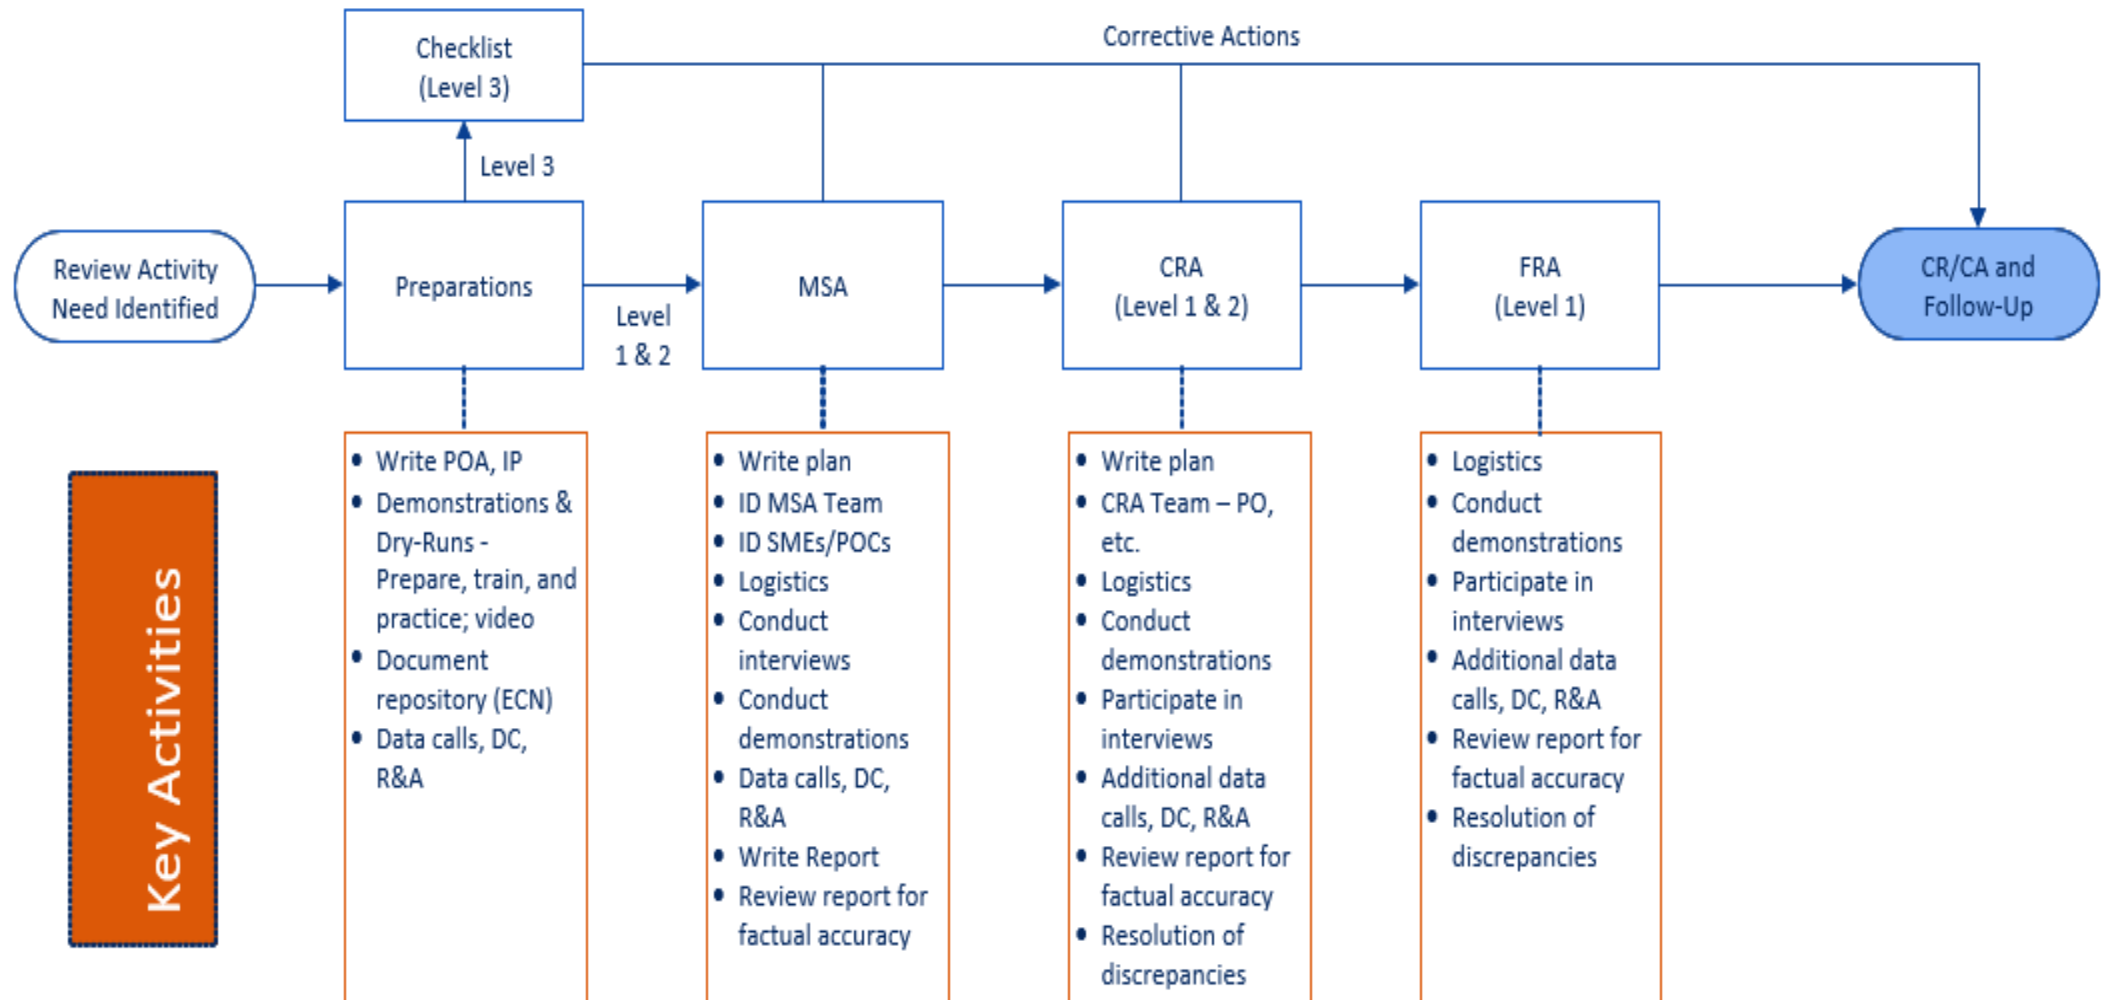 Checklist
(Level 3)
Corrective Actions
Level 3
Review Activity
Need Identified
Preparations
Level
1 & 2
MSA
CRA
(Level 1 & 2)
FRA
(Level 1)
CR/CA and
Follow-Up
Key Activities
• Write POA, IP
• Demonstrations &
Dry-Runs -
Prepare, train, and
practice; video
• Document
repository (ECN)
• Data calls, DC,
R&A
• Write plan
• ID MSA Team
• ID SMEs/POCs
• Logistics
• Conduct
interviews
• Conduct
demonstrations
• Data calls, DC,
R&A
• Write Report
• Review report for
factual accuracy
• Write plan
• CRA Team – PO,
etc.
• Logistics
• Conduct
demonstrations
• Participate in
interviews
• Additional data
calls, DC, R&A
• Review report for
factual accuracy
• Resolution of
discrepancies
• Logistics
• Conduct
demonstrations
• Participate in
interviews
• Additional data
calls, DC, R&A
• Review report for
factual accuracy
• Resolution of
discrepancies